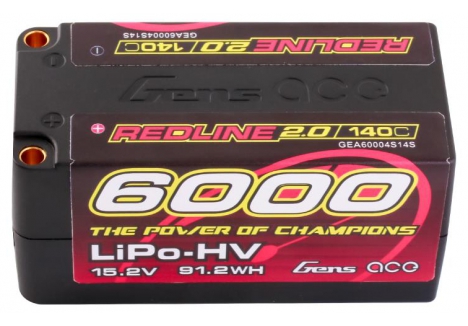 GEA60004S14S
REDLINE 2.0 140C
Gens ace
REDLINE 2.0 140C
GEA60004S14S
6000
THE POWER OF CHAMPIONS
LiPo-HV
15.2V 91.2WH Gens ace